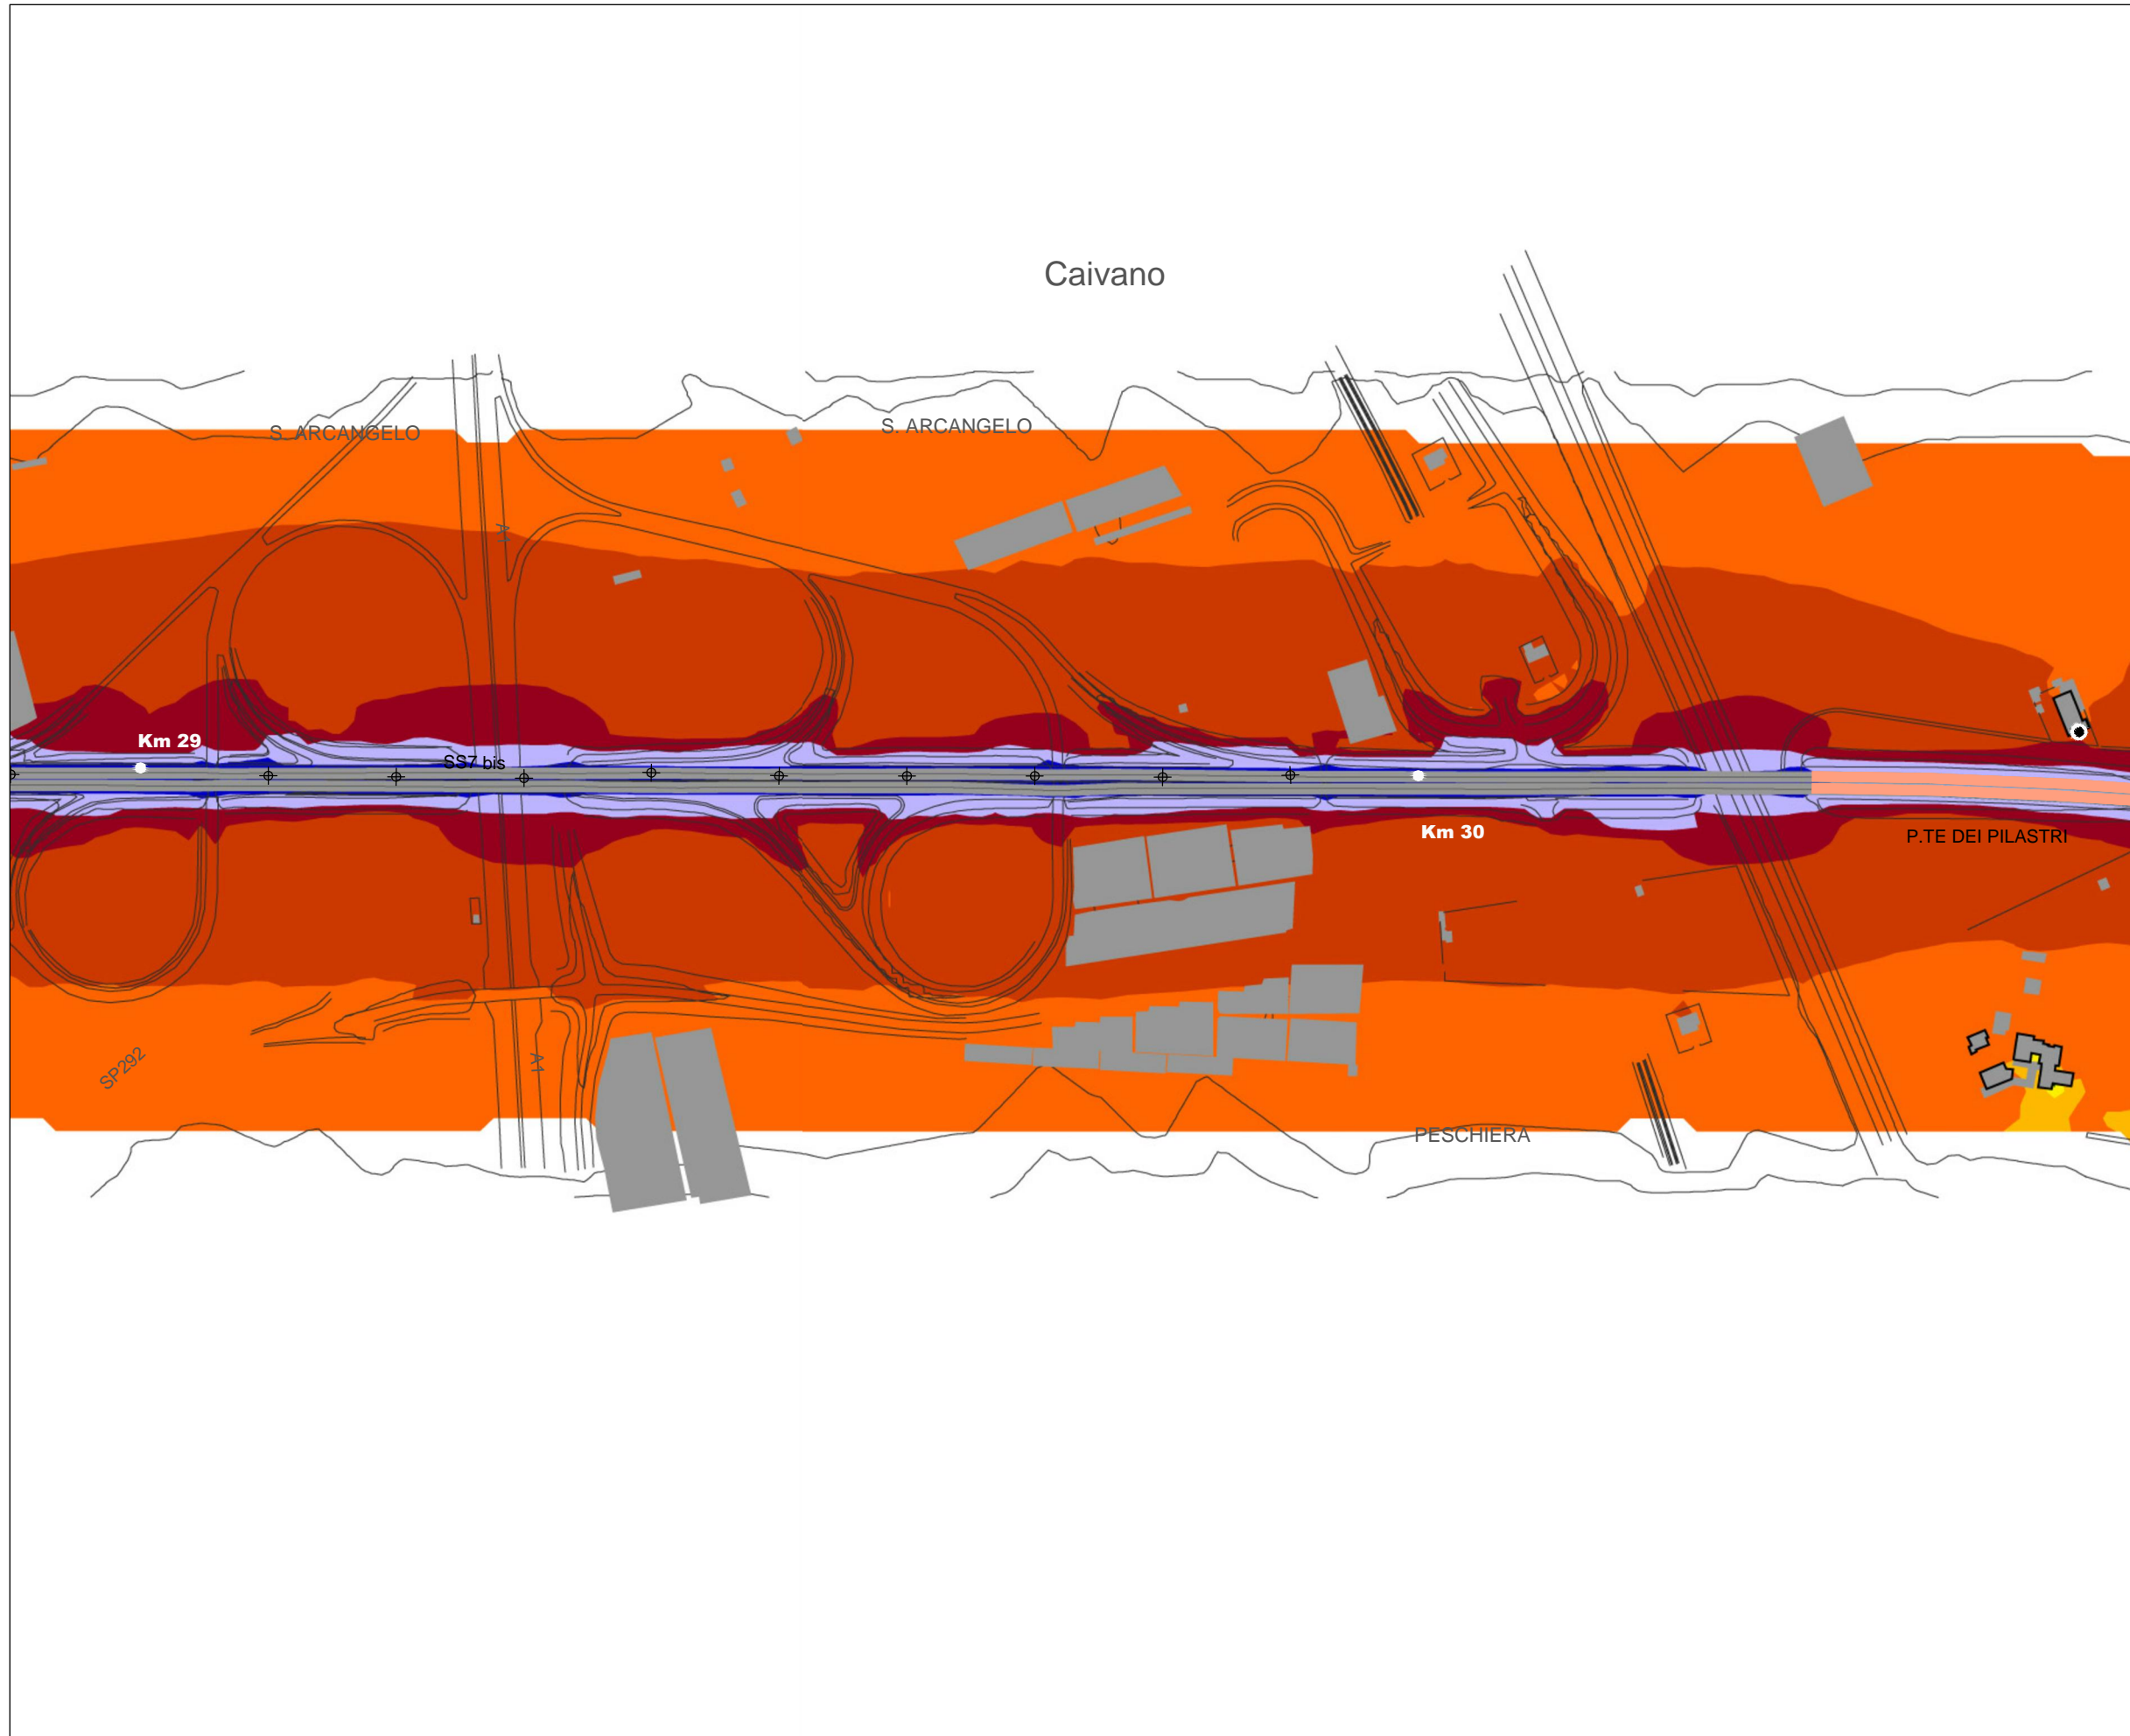 Caivano
S. ARCANGELO
S. ARCANGELO
A1
Km 29
SS7 bis
Km 30
P.TE DEI PILASTRI
A1
SP292
PESCHIERA